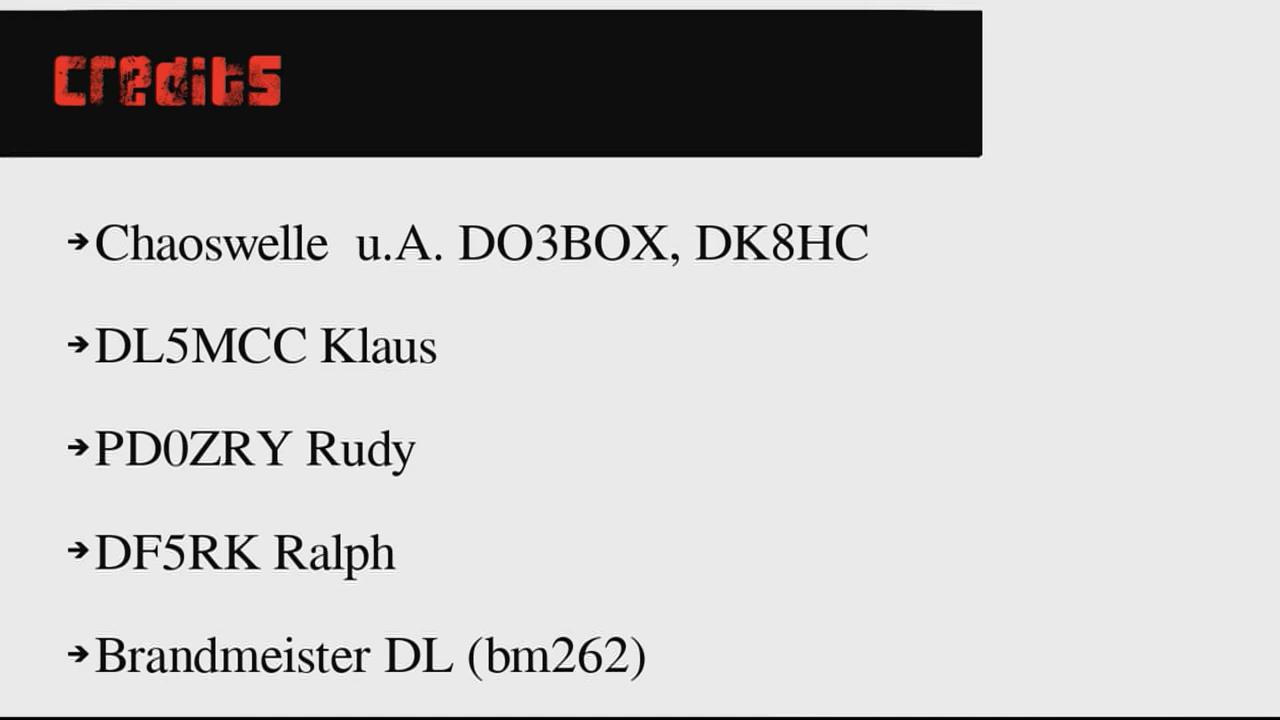 credits
➔Chaoswelle  u.A. DO3BOX, DK8HC
➔DL5MCC Klaus
➔PD0ZRY Rudy
➔DF5RK Ralph
➔Brandmeister DL (bm262)